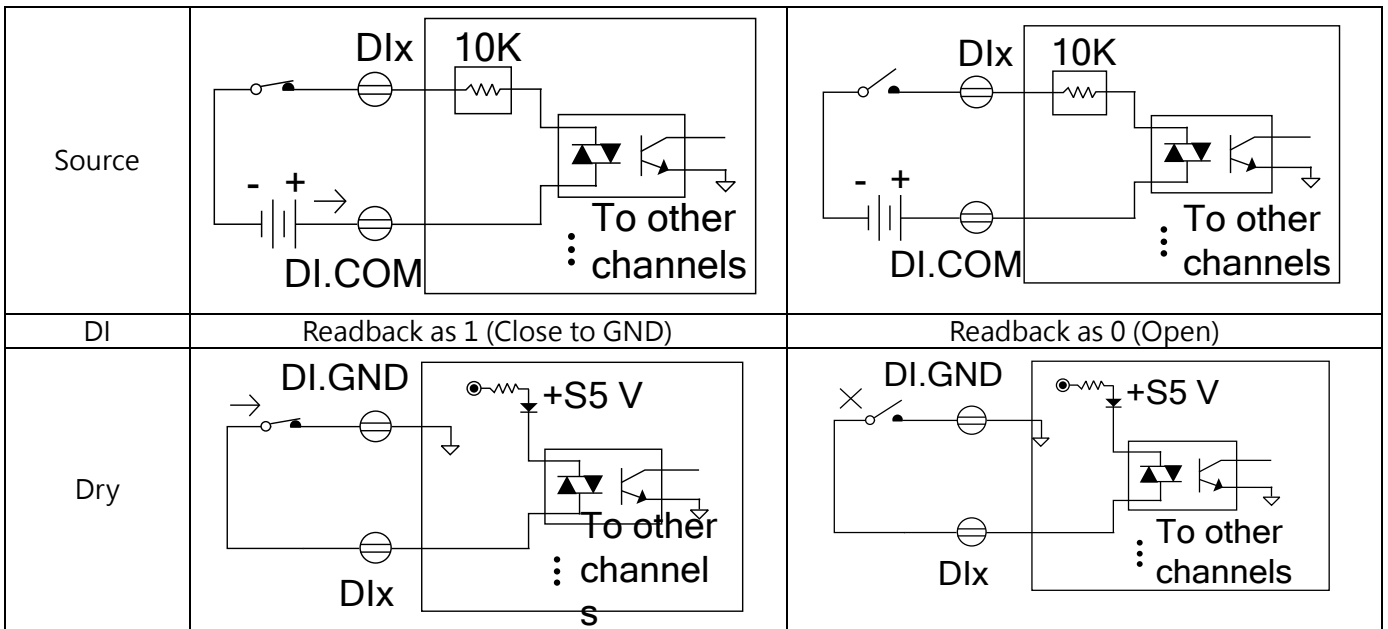 Source
DIx 10K
- +
DI.COM
To other
channels
DIx 10K
- +
DI.COM
To other
channels
DI
Readback as 1 (Close to GND)
Readback as 0 (Open)
Dry
DI.GND
+S5 V
To other
channel
s
DIx
DI.GND
+S5 V
To other
channels
DIx